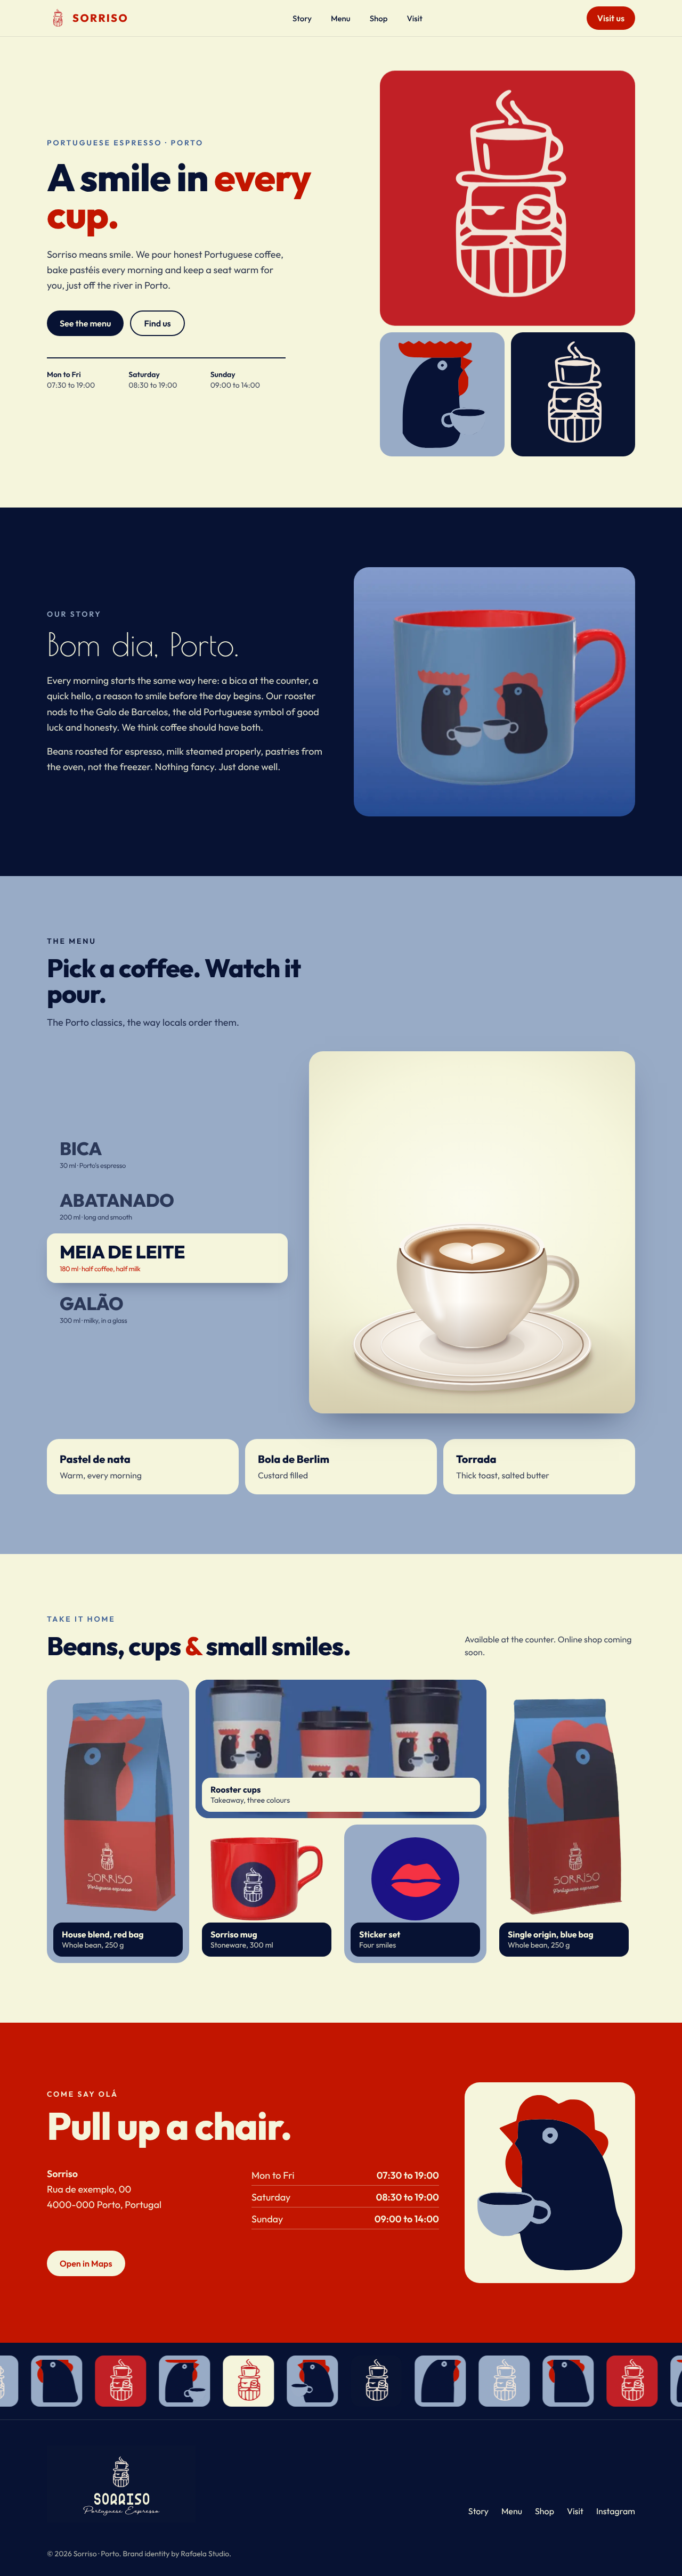 SORRISO
Story Menu Shop Visit
Visit us
PORTUGUESE ESPRESSO · PORTO
A smile in every
cup.
Sorriso means smile. We pour honest Portuguese coffee,
bake pastéis every morning and keep a seat warm for
you, just off the river in Porto.
See the menu
Find us
Mon to Fri
07:30 to 19:00
Saturday
08:30 to 19:00
Sunday
09:00 to 14:00
OUR STORY
Bom dia, Porto.
Every morning starts the same way here: a bica at the counter, a
quick hello, a reason to smile before the day begins. Our rooster
nods to the Galo de Barcelos, the old Portuguese symbol of good
luck and honesty. We think coffee should have both.
Beans roasted for espresso, milk steamed properly, pastries from
the oven, not the freezer. Nothing fancy. Just done well.
THE MENU
Pick a coffee. Watch it
pour.
The Porto classics, the way locals order them.
BICA
30 ml · Porto's espresso
ABATANADO
200 ml · long and smooth
MEIA DE LEITE
180 ml · half coffee, half milk
GALÃO
300 ml · milky, in a glass
Pastel de nata
Warm, every morning
Bola de Berlim
Custard filled
Torrada
Thick toast, salted butter
TAKE IT HOME
Beans, cups & small smiles.
Available at the counter. Online shop coming
soon.
SORRISO
Portuguese espresso
House blend, red bag
Whole bean, 250 g
Rooster cups
Takeaway, three colours
Sorriso mug
Stoneware, 300 ml
Sticker set
Four smiles
SORRISO
Portuguese espresso
Single origin, blue bag
Whole bean, 250 g
COME SAY OLÁ
Pull up a chair.
Sorriso
Rua de exemplo, 00
4000-000 Porto, Portugal
Mon to Fri 07:30 to 19:00
Saturday 08:30 to 19:00
Sunday 09:00 to 14:00
Open in Maps
SORRISO
Portuguese Espresso
Story Menu Shop Visit Instagram
© 2026 Sorriso · Porto. Brand identity by Rafaela Studio.